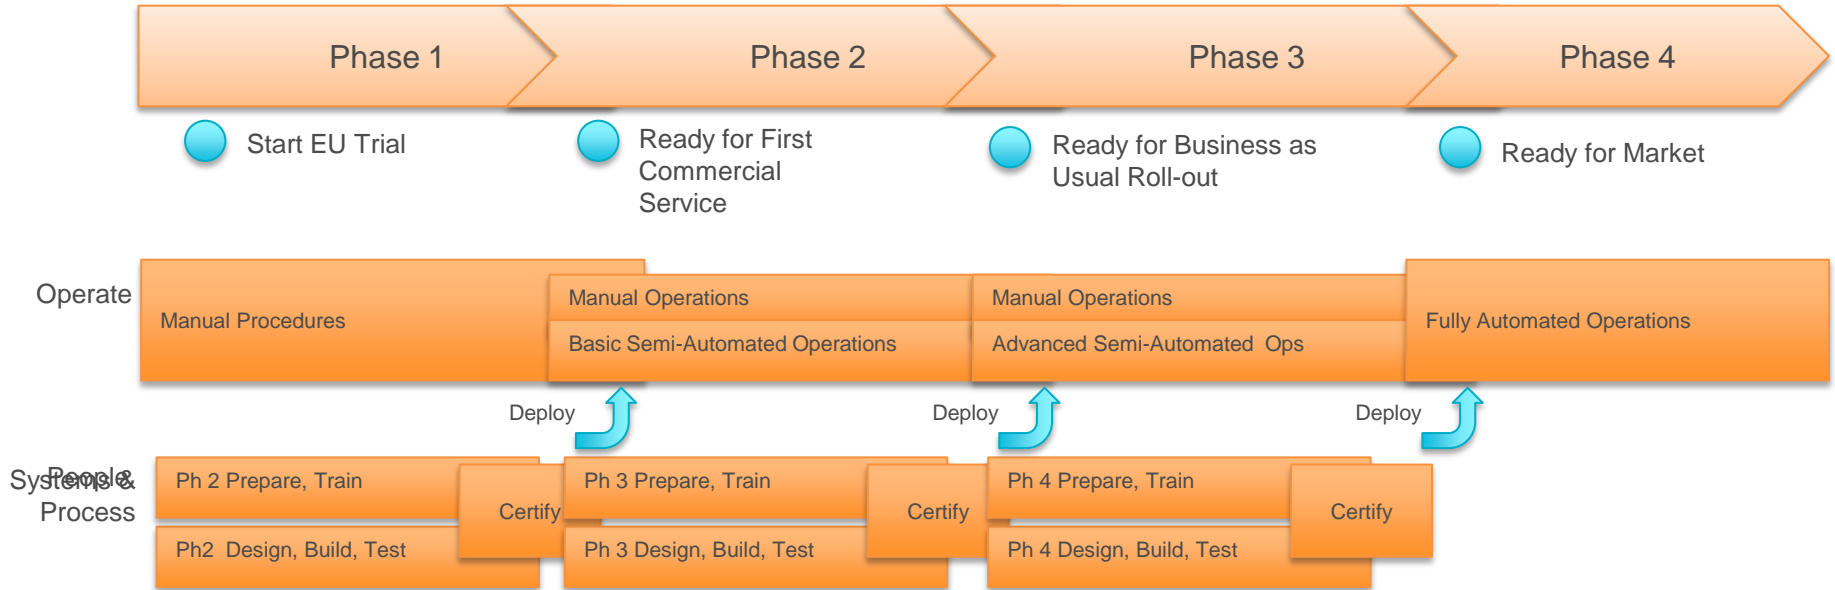 Phase 1
Phase 2
Phase 3
Phase 4
Start EU Trial
Ready for First
Commercial
Service
Ready for Business as
Usual Roll-out
Ready for Market
Operate
Manual Procedures
Manual Operations
Basic Semi-Automated Operations
Manual Operations
Advanced Semi-Automated  Ops
Fully Automated Operations
Deploy
Deploy
Deploy
People
Systems &
Process
Ph 2 Prepare, Train
Certify
Ph2  Design, Build, Test
Ph 3 Prepare, Train
Certify
Ph 3 Design, Build, Test
Ph 4 Prepare, Train
Certify
Ph 4 Design, Build, Test